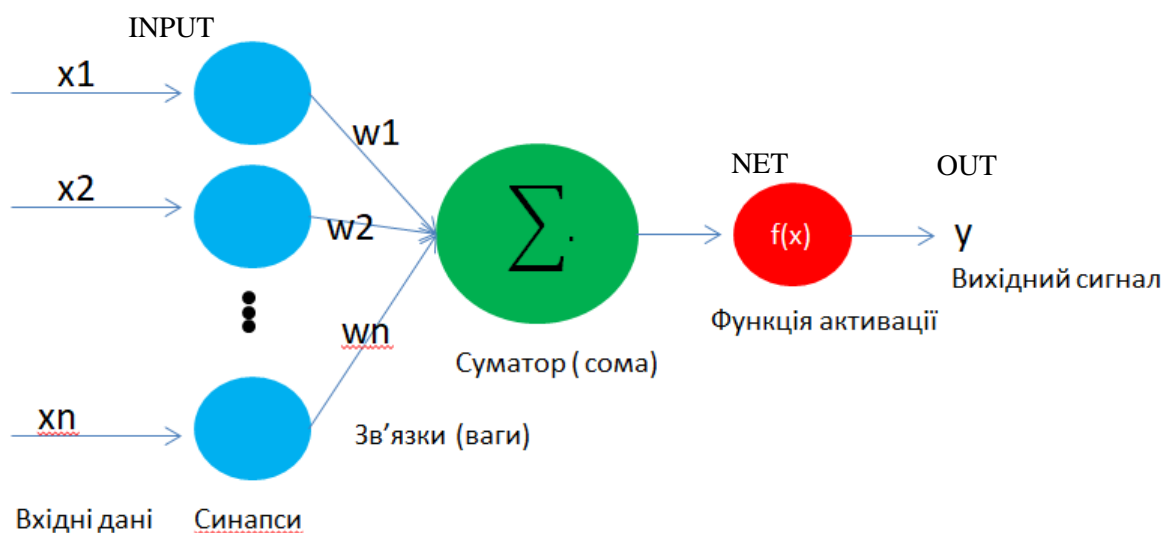 INPUT
x1
w1
x2
w2
∑.
NET
f(x)
OUT
y
Вихідний сигнал
Функція активації
wn
Суматор ( сома)
xn
Зв’язки (ваги)
Вхідні дані
Синапси